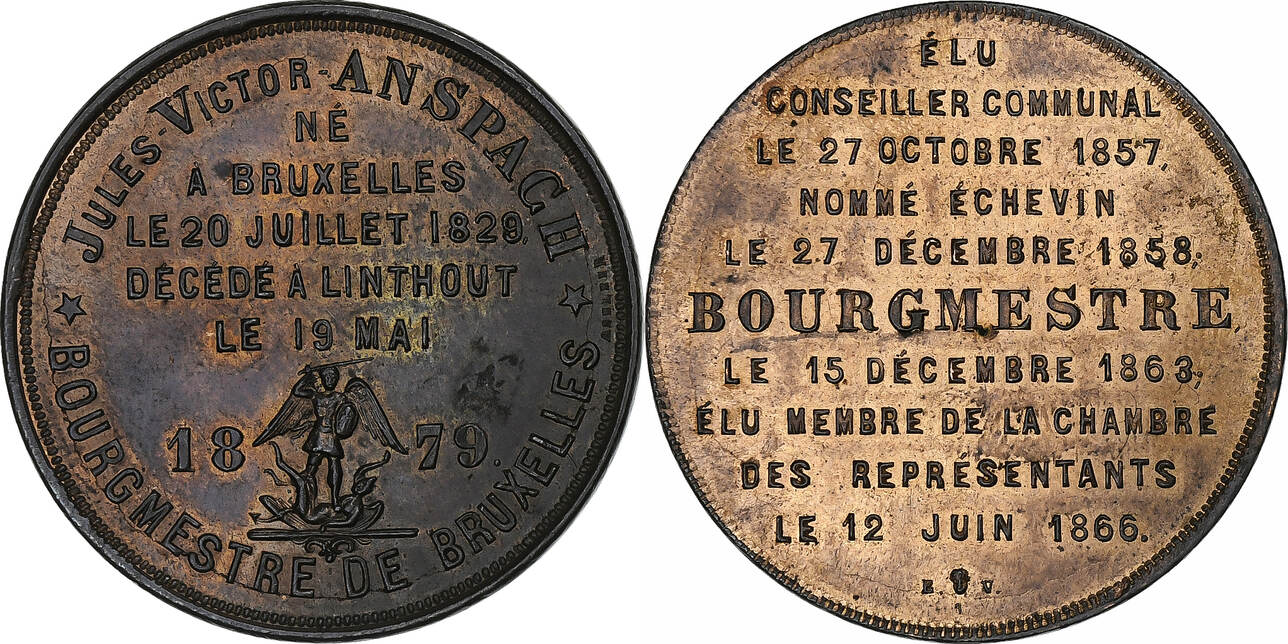 JULES-VICTOR-ANSPACH
NÉ
A BRUXELLES
LE 20 JUILLET 1829,
DÉCÉDÉ A LINTHOUT
LE 19 MAI
1879.
BOURGMESTRE DE BRUXELLES
ÉLU
CONSEILLER COMMUNAL
LE 27 OCTOBRE 1857,
NOMMÉ ÉCHEVIN
LE 27 DÉCEMBRE 1858,
BOURGMESTRE,
LE 15 DÉCEMBRE 1863,
ÉLU MEMBRE DE LA CHAMBRE
DES REPRÉSENTANTS
LE 12 JUIN 1866.